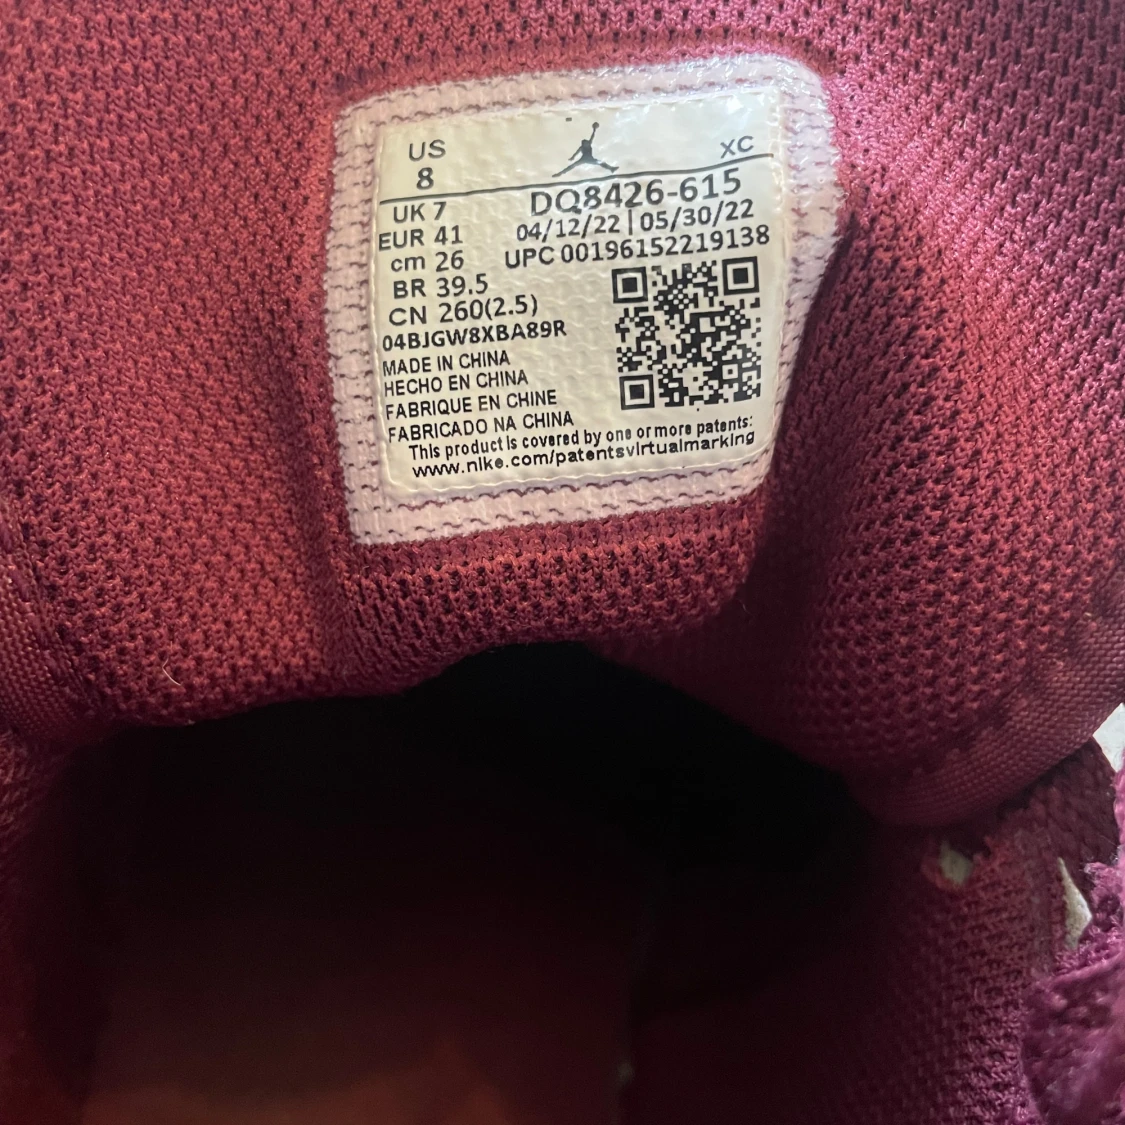 US
8
XC
UK 7
EUR 41
cm 26
BR 39.5
CN 260(2.5)
DQ8426-615
04/12/22 | 05/30/22
UPC 00196152219138
04BJGW8XBA89R
MADE IN CHINA
HECHO EN CHINA
FABRIQUE EN CHINE
FABRICADO NA CHINA
This product is covered by one or more patents:
www.nike.com/patentsvirtualmarking